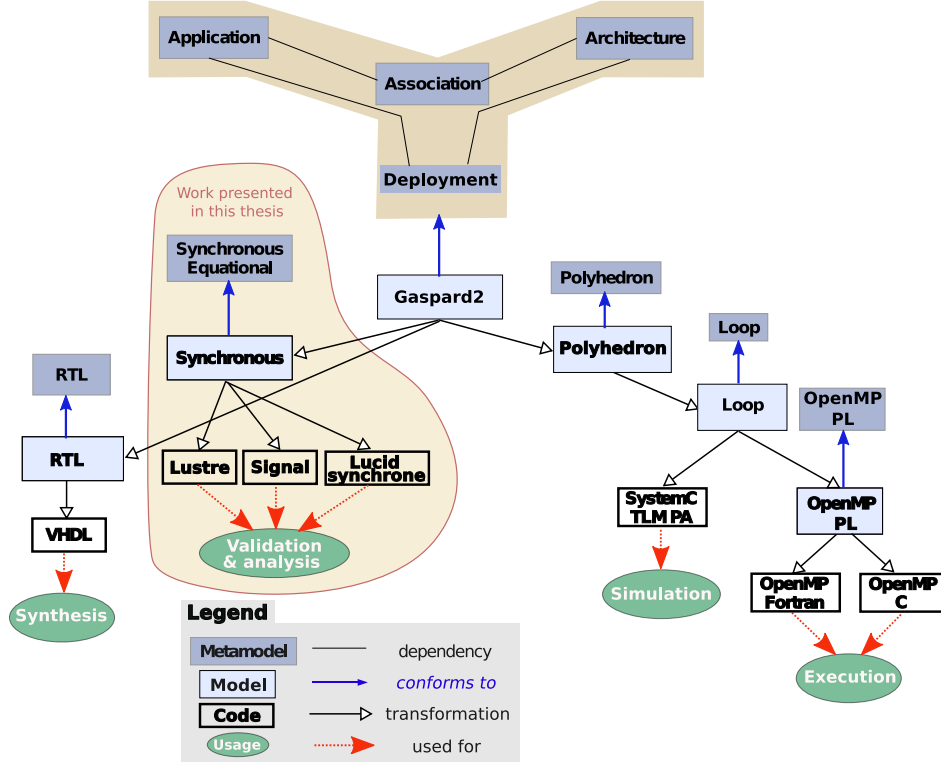 Application
Architecture
Association
Deployment
Work presented
in this thesis
Synchronous
Equational
Gaspard2
Polyhedron
Synchronous
Polyhedron
Loop
RTL
Loop
OpenMP
PL
RTL
Lustre
Signal
Lucid
synchrone
SystemC
TLM PA
OpenMP
PL
VHDL
Validation
& analysis
Synthesis
Simulation
OpenMP
Fortran
OpenMP
C
Execution
Legend
Metamodel dependency
Model conforms to
Code transformation
Usage used for